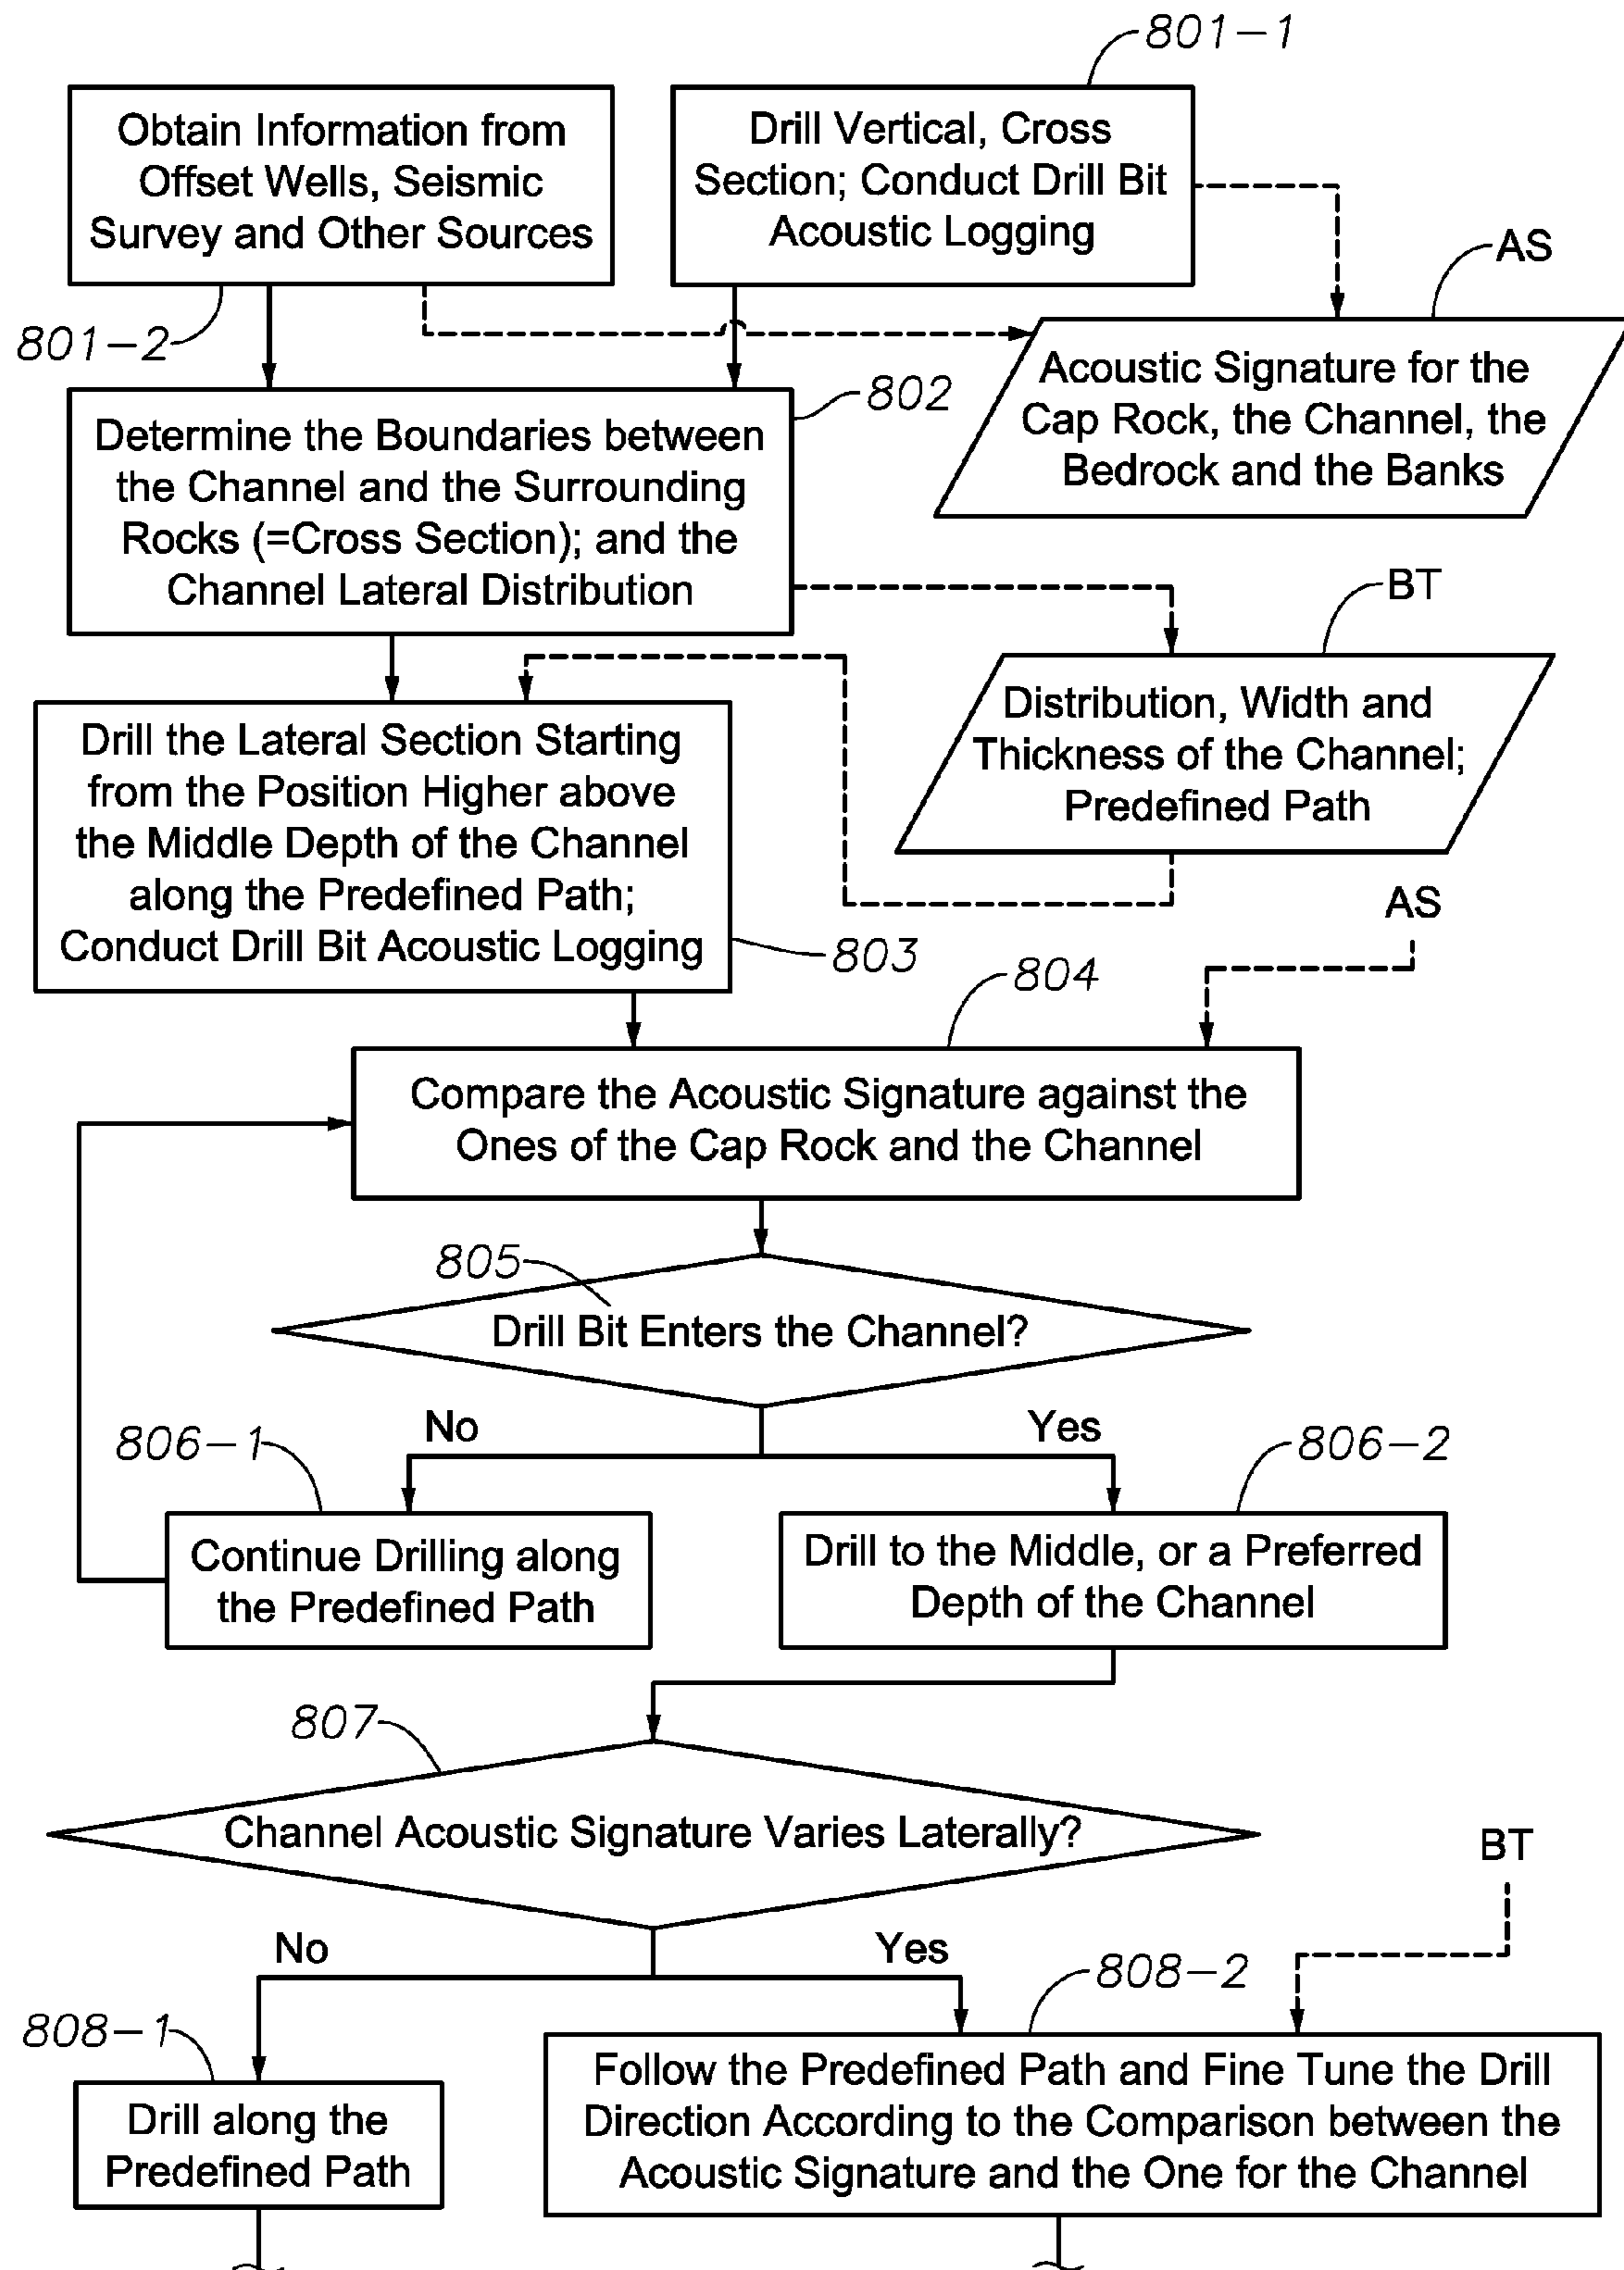 801-1
Obtain Information from
Offset Wells, Seismic
Survey and Other Sources
Drill Vertical, Cross
Section; Conduct Drill Bit
Acoustic Logging
AS
801-2
Acoustic Signature for the
Cap Rock, the Channel, the
Bedrock and the Banks
802
Determine the Boundaries between
the Channel and the Surrounding
Rocks (=Cross Section); and the
Channel Lateral Distribution
BT
Distribution, Width and
Thickness of the Channel;
Predefined Path
Drill the Lateral Section Starting
from the Position Higher above
the Middle Depth of the Channel
along the Predefined Path;
Conduct Drill Bit Acoustic Logging
803
AS
804
Compare the Acoustic Signature against the
Ones of the Cap Rock and the Channel
805
Drill Bit Enters the Channel?
No
Yes
806-1
806-2
Continue Drilling along
the Predefined Path
Drill to the Middle, or a Preferred
Depth of the Channel
807
Channel Acoustic Signature Varies Laterally?
BT
No
Yes
808-2
808-1
Drill along the
Predefined Path
Follow the Predefined Path and Fine Tune the Drill
Direction According to the Comparison between the
Acoustic Signature and the One for the Channel